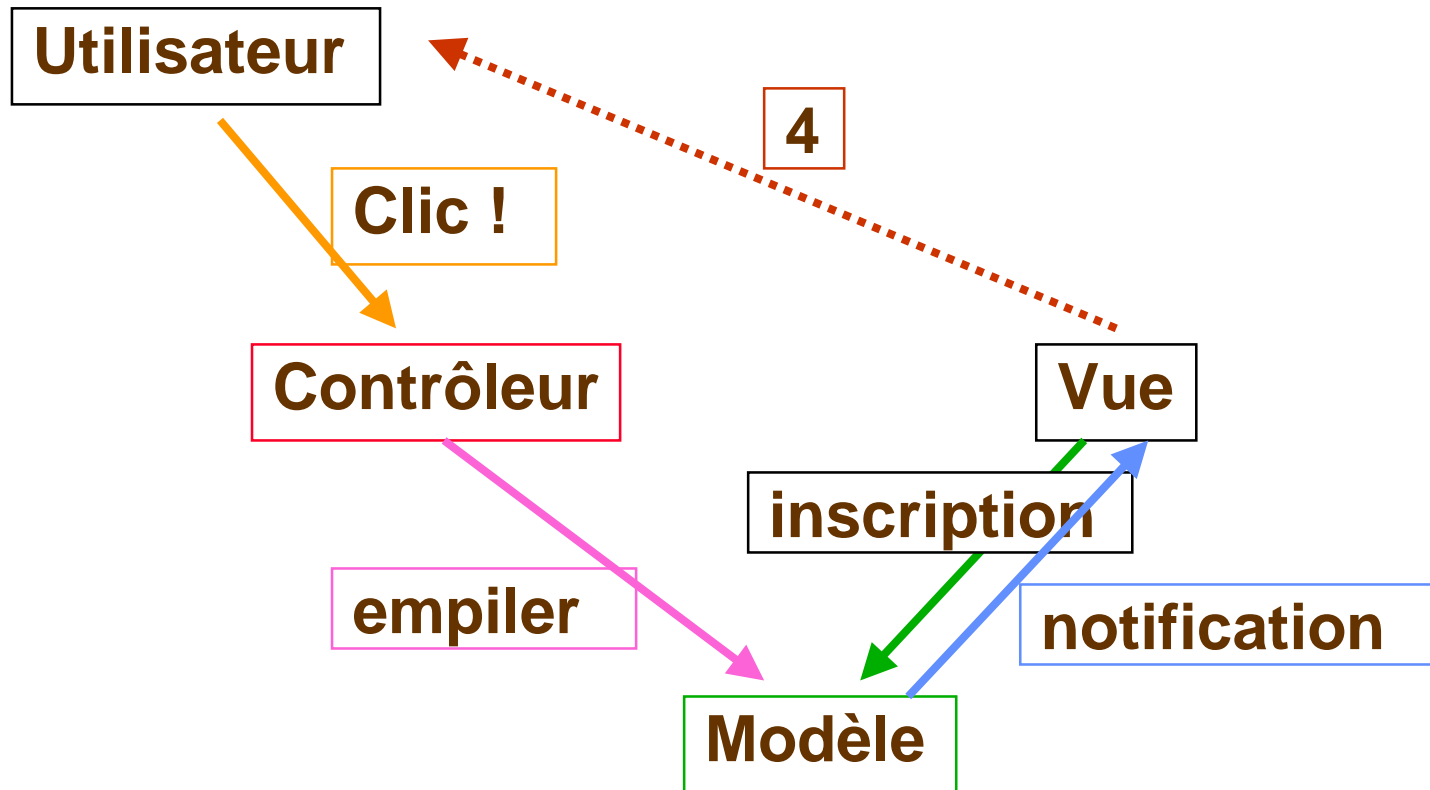 Utilisateur
4
Clic !
Contrôleur
Vue
inscription
empiler
notification
Modèle